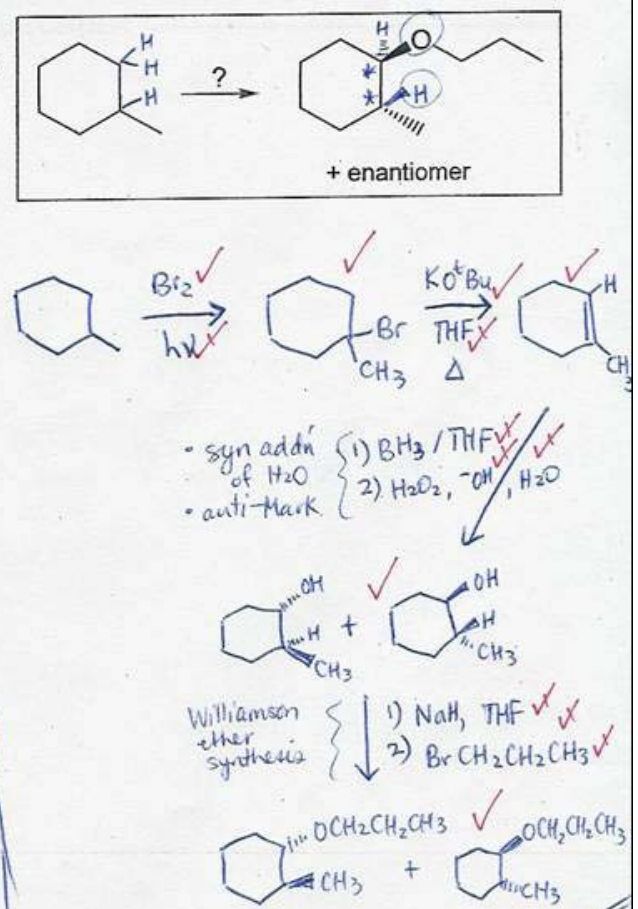 H
H
H
?
H
O
*
*
H
+ enantiomer
Br2
hν
Br
CH3
KOtBu
THF
Δ
H
CH3
• syn add'n of H2O
• anti-Mark
1) BH3 / THF
2) H2O2, -OH, H2O
OH
H
CH3
+
OH
H
CH3
Williamson
ether
synthesis
1) NaH, THF
2) BrCH2CH2CH3
OCH2CH2CH3
CH3
+
OCH2CH2CH3
CH3